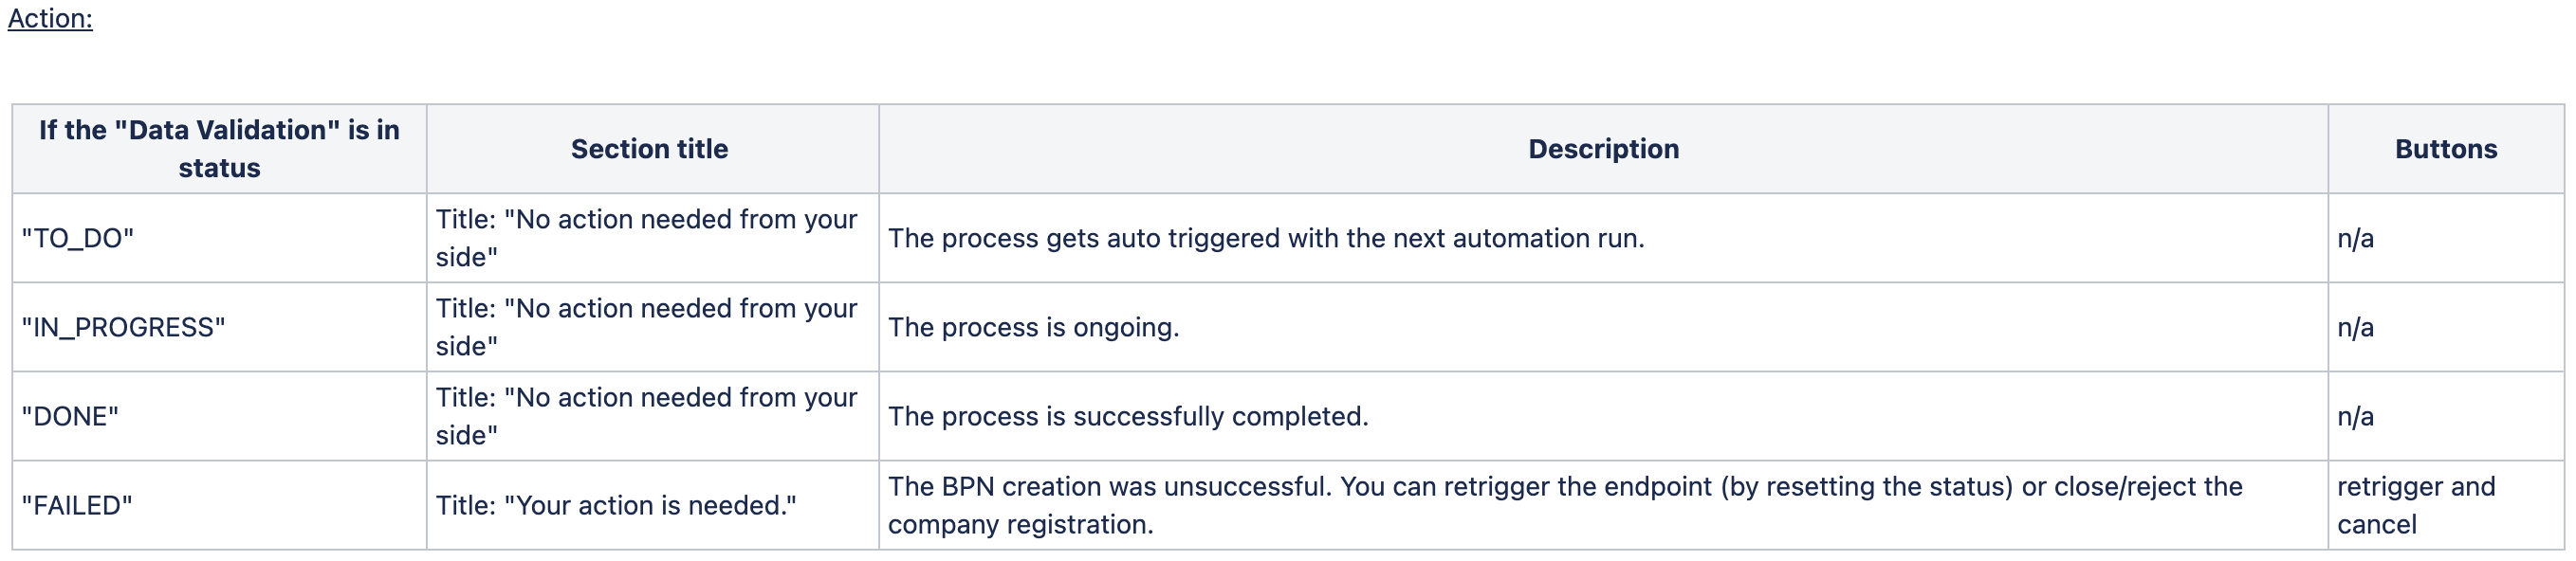 Action:
If the "Data Validation" is in
status
Section title
Description
Buttons
"TO_DO"
Title: "No action needed from your
side"
The process gets auto triggered with the next automation run.
n/a
"IN_PROGRESS"
Title: "No action needed from your
side"
The process is ongoing.
n/a
"DONE"
Title: "No action needed from your
side"
The process is successfully completed.
n/a
"FAILED"
Title: "Your action is needed."
The BPN creation was unsuccessful. You can retrigger the endpoint (by resetting the status) or close/reject the
company registration.
retrigger and
cancel